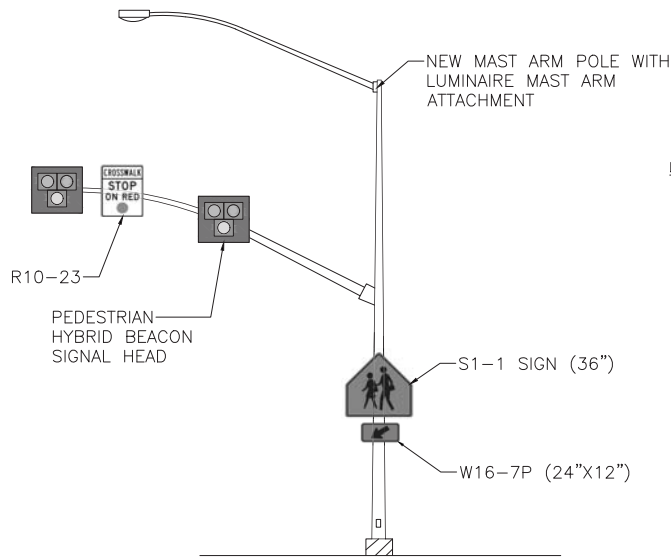 NEW MAST ARM POLE WITH
LUMINAIRE MAST ARM
ATTACHMENT
CROSSWALK
STOP
ON RED
R10-23
PEDESTRIAN
HYBRID BEACON
SIGNAL HEAD
S1-1 SIGN (36")
W16-7P (24"X12")